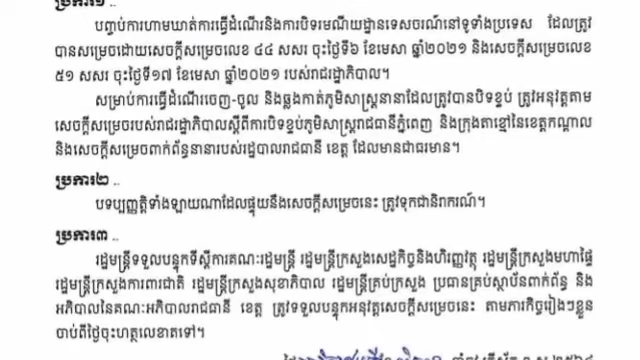 ប្រការ១ ..
បញ្ចប់ការហាមឃាត់ការធ្វើដំណើរនិងការបិទរមណីយដ្ឋានទេសចរណ៍នៅទូទាំងប្រទេស ដែលត្រូវ
បានសម្រេចដោយសេចក្តីសម្រេចលេខ ៤៤ សសរ ចុះថ្ងៃទី៦ ខែមេសា ឆ្នាំ២០២១ និងសេចក្តីសម្រេចលេខ
៥១ សសរ ចុះថ្ងៃទី១៧ ខែមេសា ឆ្នាំ២០២១ របស់រាជរដ្ឋាភិបាល។
សម្រាប់ការធ្វើដំណើរចេញ-ចូល និងឆ្លងកាត់ភូមិសាស្ត្រនានាដែលត្រូវបានបិទខ្ទប់ ត្រូវអនុវត្តតាម
សេចក្តីសម្រេចរបស់រាជរដ្ឋាភិបាលស្តីពីការបិទខ្ទប់ភូមិសាស្ត្ររាជធានីភ្នំពេញ និងក្រុងតាខ្មៅនៃខេត្តកណ្តាល
និងសេចក្តីសម្រេចពាក់ព័ន្ធនានារបស់រដ្ឋបាលរាជធានី ខេត្ត ដែលមានជាធរមាន។
ប្រការ២ ..
បទប្បញ្ញត្តិទាំងឡាយណាដែលផ្ទុយនឹងសេចក្តីសម្រេចនេះ ត្រូវទុកជានិរាករណ៍។
ប្រការ៣ ..
រដ្ឋមន្ត្រីទទួលបន្ទុកទីស្តីការគណៈរដ្ឋមន្ត្រី រដ្ឋមន្ត្រីក្រសួងសេដ្ឋកិច្ចនិងហិរញ្ញវត្ថុ រដ្ឋមន្ត្រីក្រសួងមហាផ្ទៃ
រដ្ឋមន្ត្រីក្រសួងការពារជាតិ រដ្ឋមន្ត្រីក្រសួងសុខាភិបាល រដ្ឋមន្ត្រីគ្រប់ក្រសួង ប្រធានគ្រប់ស្ថាប័នពាក់ព័ន្ធ និង
អភិបាលនៃគណៈអភិបាលរាជធានី ខេត្ត ត្រូវទទួលបន្ទុកអនុវត្តសេចក្តីសម្រេចនេះ តាមភារកិច្ចរៀងៗខ្លួន
ចាប់ពីថ្ងៃចុះហត្ថលេខាតទៅ។